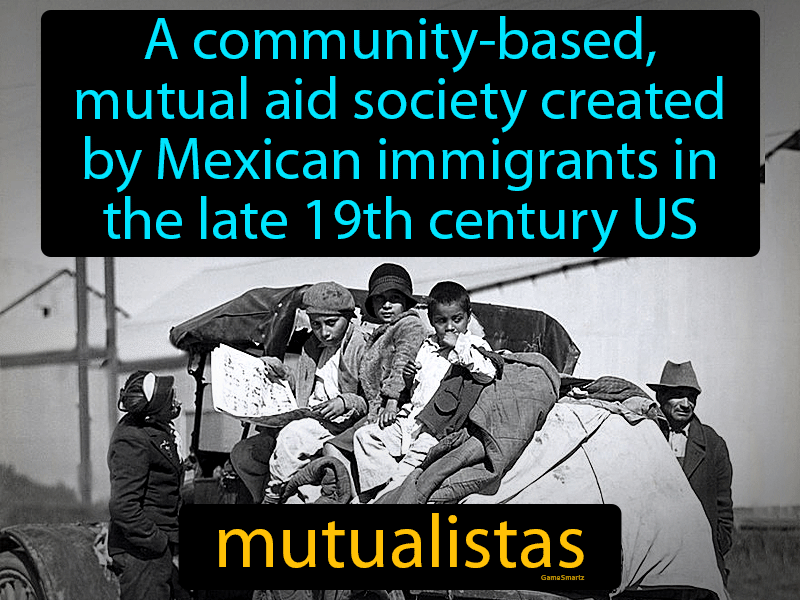 A community-based,
mutual aid society created
by Mexican immigrants in
the late 19th century US
mutualistas
GameSmartz